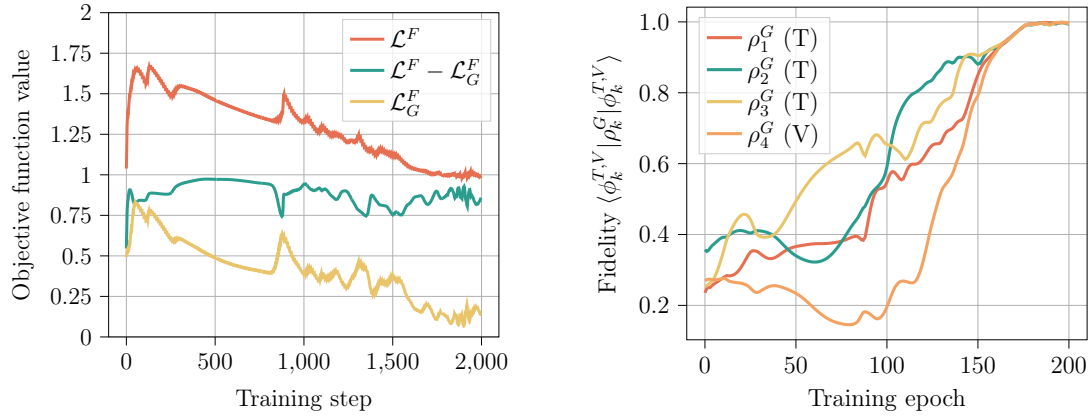 Objective function value
2
1.75
1.5
1.25
1
0.75
0.5
0.25
0
0
500
1,000
1,500
2,000
Training step
ℒ^F
ℒ^F − ℒ_G^F
ℒ_G^F
Fidelity ⟨ϕ_k^{T,V}|ρ_k^G|ϕ_k^{T,V}⟩
1.0
0.8
0.6
0.4
0.2
0
50
100
150
200
Training epoch
ρ_1^G (T)
ρ_2^G (T)
ρ_3^G (T)
ρ_4^G (V)